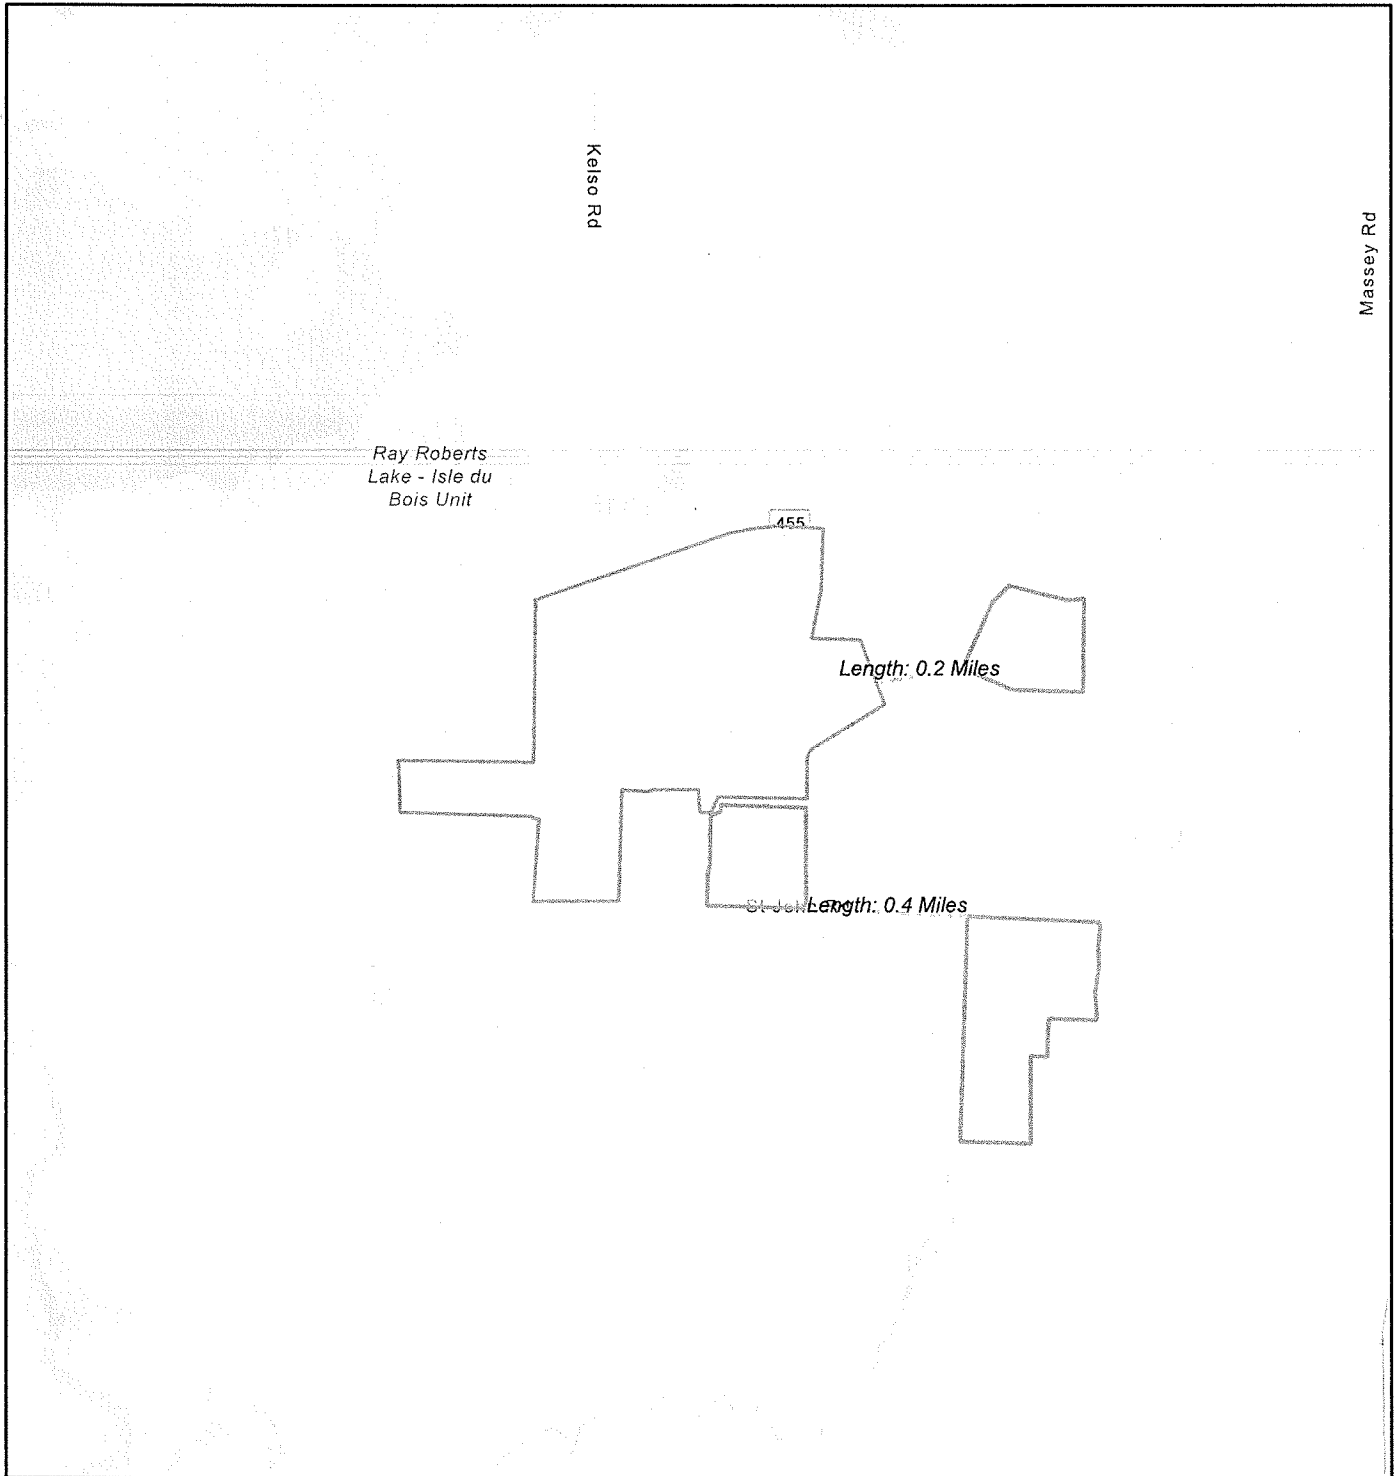 Kelso Rd
Massey Rd
Ray Roberts
Lake - Isle du
Bois Unit
455
Length: 0.2 Miles
Length: 0.4 Miles